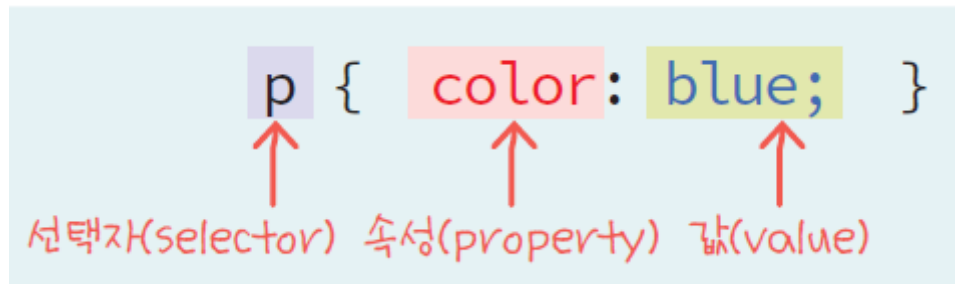 p { color: blue; }
선택자(selector) 속성(property) 값(value)